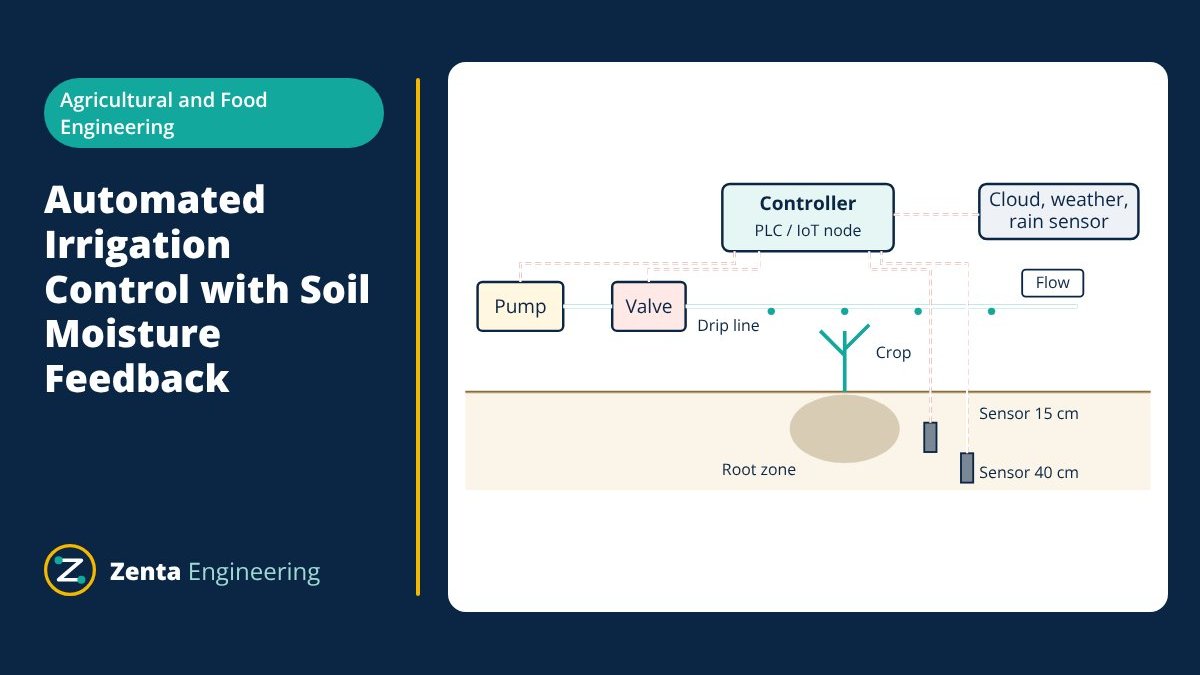 Agricultural and Food
Engineering
Automated
Irrigation
Control with Soil
Moisture
Feedback
Zenta Engineering
Controller
PLC / IoT node
Cloud, weather,
rain sensor
Flow
Pump
Valve
Drip line
Crop
Sensor 15 cm
Root zone
Sensor 40 cm